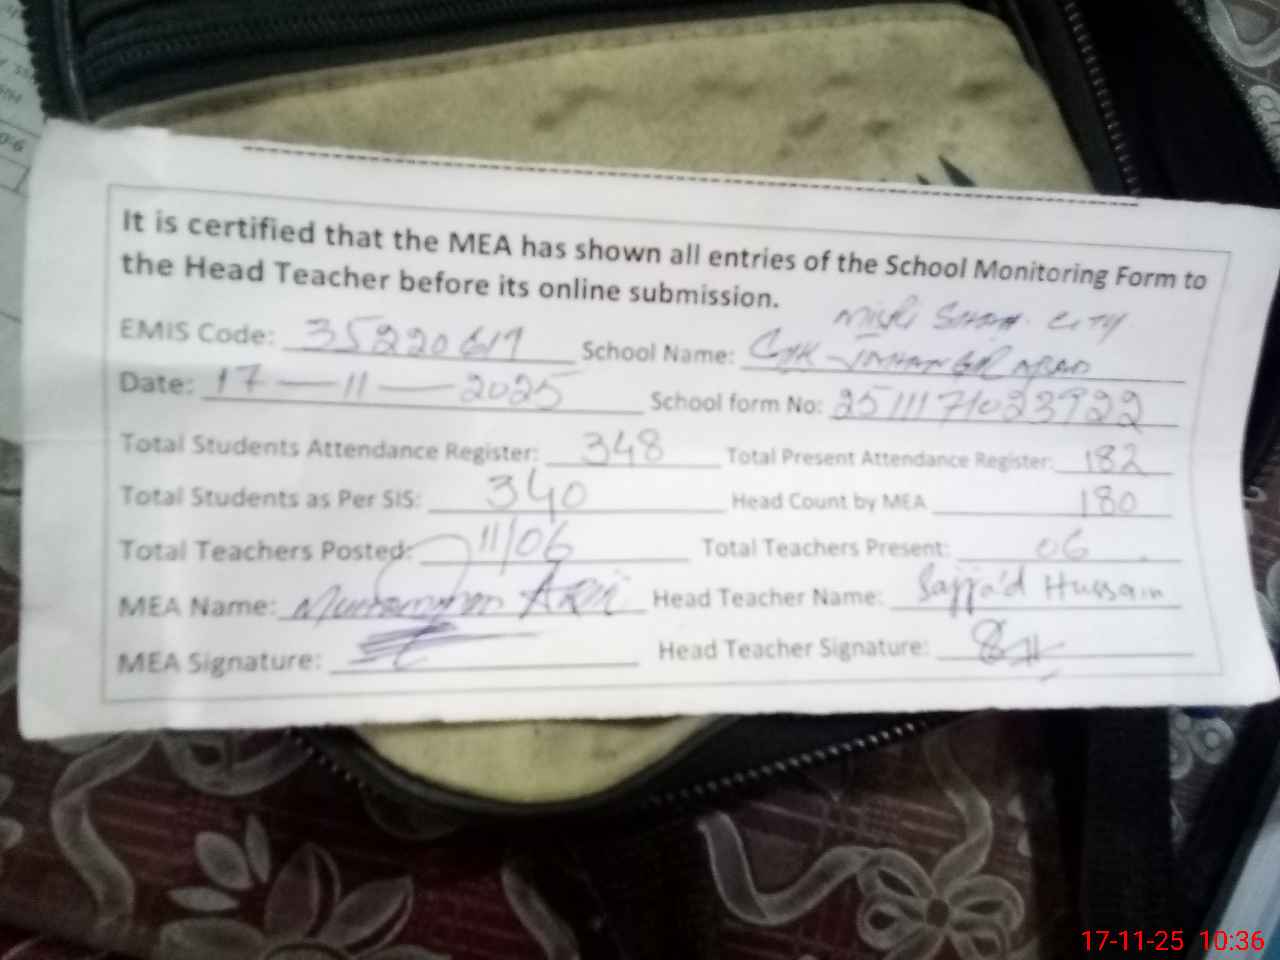 It is certified that the MEA has shown all entries of the School Monitoring Form to
the Head Teacher before its online submission.
EMIS Code: 35220619 School Name: CITY
Date: 17-11-2025 School form No: 25111171023922
Total Students Attendance Register: 348 Total Present Attendance Register: 182
Total Students as Per SIS: 340 Head Count by MEA 180
Total Teachers Posted: 11/06 Total Teachers Present: 06
MEA Name: Head Teacher Name: Sajja'd Hussain
MEA Signature: Head Teacher Signature:
17-11-25 10:36